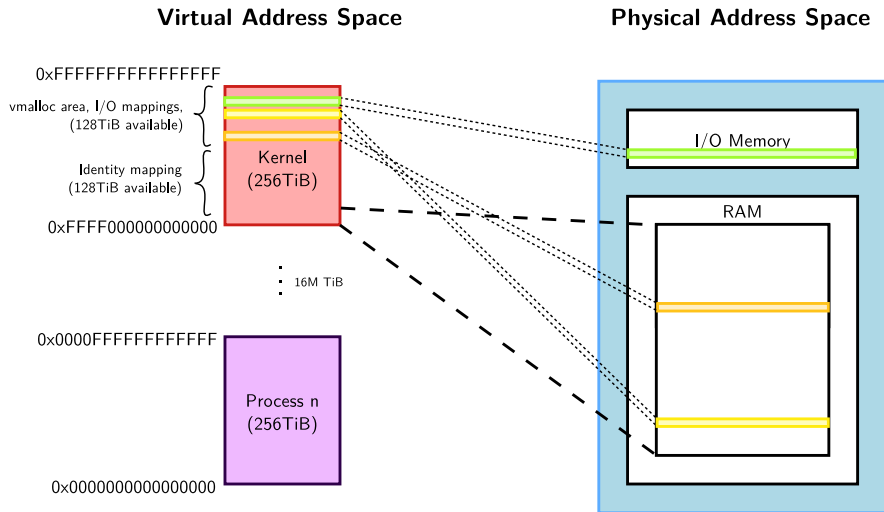 Virtual Address Space
Physical Address Space
0xFFFFFFFFFFFFFFFF
vmalloc area, I/O mappings,
(128TiB available)
Identity mapping
(128TiB available)
Kernel
(256TiB)
0xFFFF000000000000
16M TiB
0x0000FFFFFFFFFFFF
Process n
(256TiB)
0x0000000000000000
I/O Memory
RAM